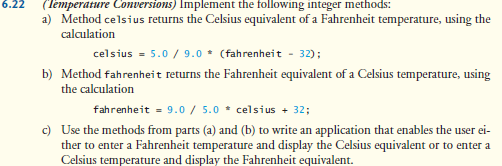 6.22 (Temperature Conversions) Implement the following integer methods:
a) Method celsius returns the Celsius equivalent of a Fahrenheit temperature, using the
calculation
celsius = 5.0 / 9.0 * (fahrenheit - 32);
b) Method fahrenheit returns the Fahrenheit equivalent of a Celsius temperature, using
the calculation
fahrenheit = 9.0 / 5.0 * celsius + 32;
c) Use the methods from parts (a) and (b) to write an application that enables the user ei-
ther to enter a Fahrenheit temperature and display the Celsius equivalent or to enter a
Celsius temperature and display the Fahrenheit equivalent.